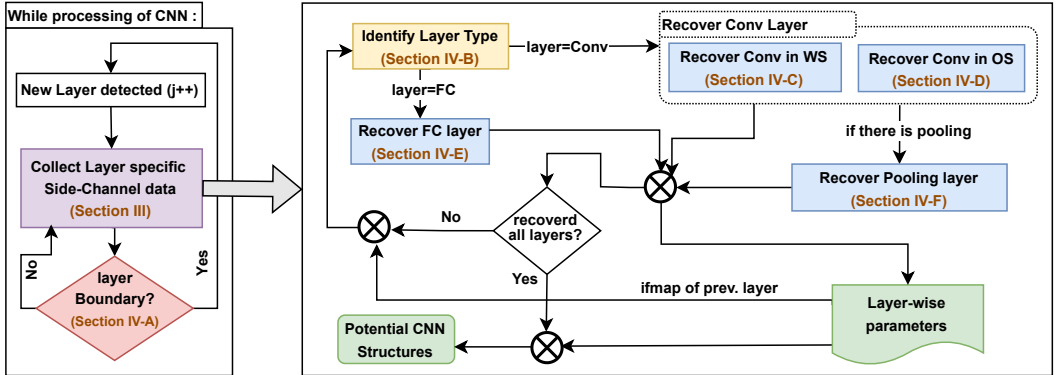 While processing of CNN :
New Layer detected (j++)
Collect Layer specific
Side-Channel data
(Section III)
No
Yes
layer
Boundary?
(Section IV-A)
Identify Layer Type
(Section IV-B)
layer=Conv
layer=FC
Recover Conv Layer
Recover Conv in WS
(Section IV-C)
Recover Conv in OS
(Section IV-D)
Recover FC layer
(Section IV-E)
if there is pooling
Recover Pooling layer
(Section IV-F)
No
recoverd
all layers?
Yes
ifmap of prev. layer
Layer-wise
parameters
Potential CNN
Structures